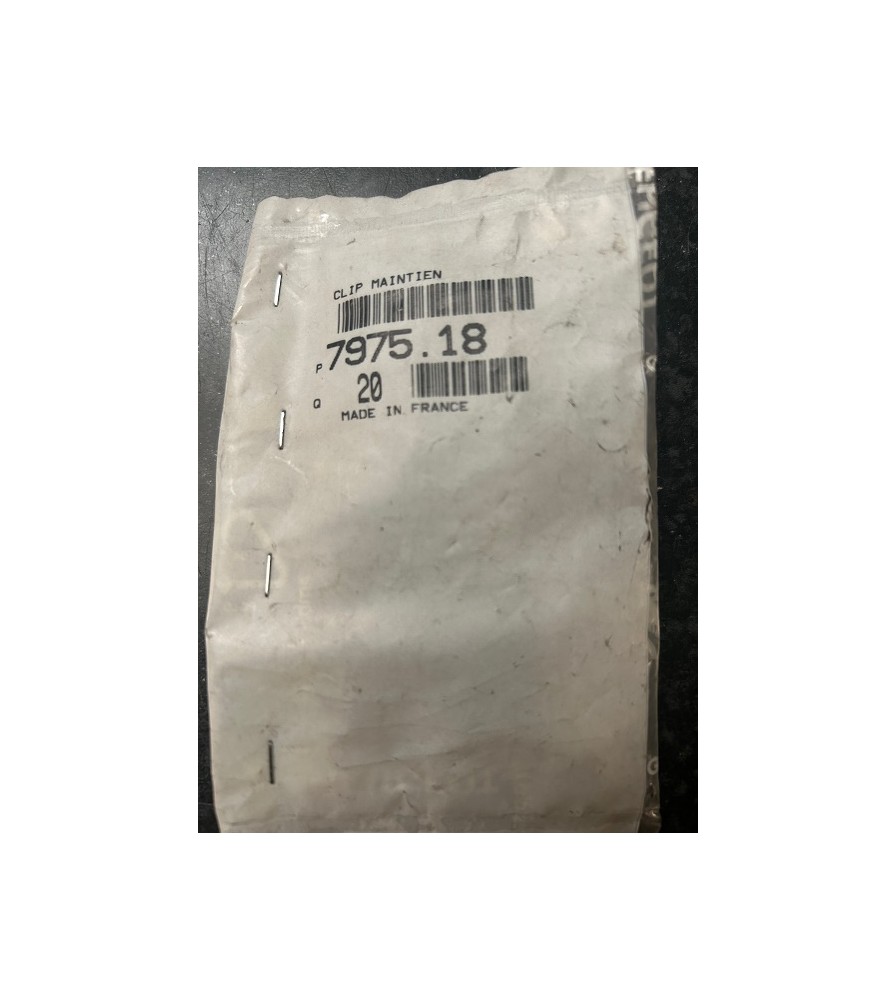 CLIP MAINTIEN
P 7975.18
Q 20
MADE IN FRANCE